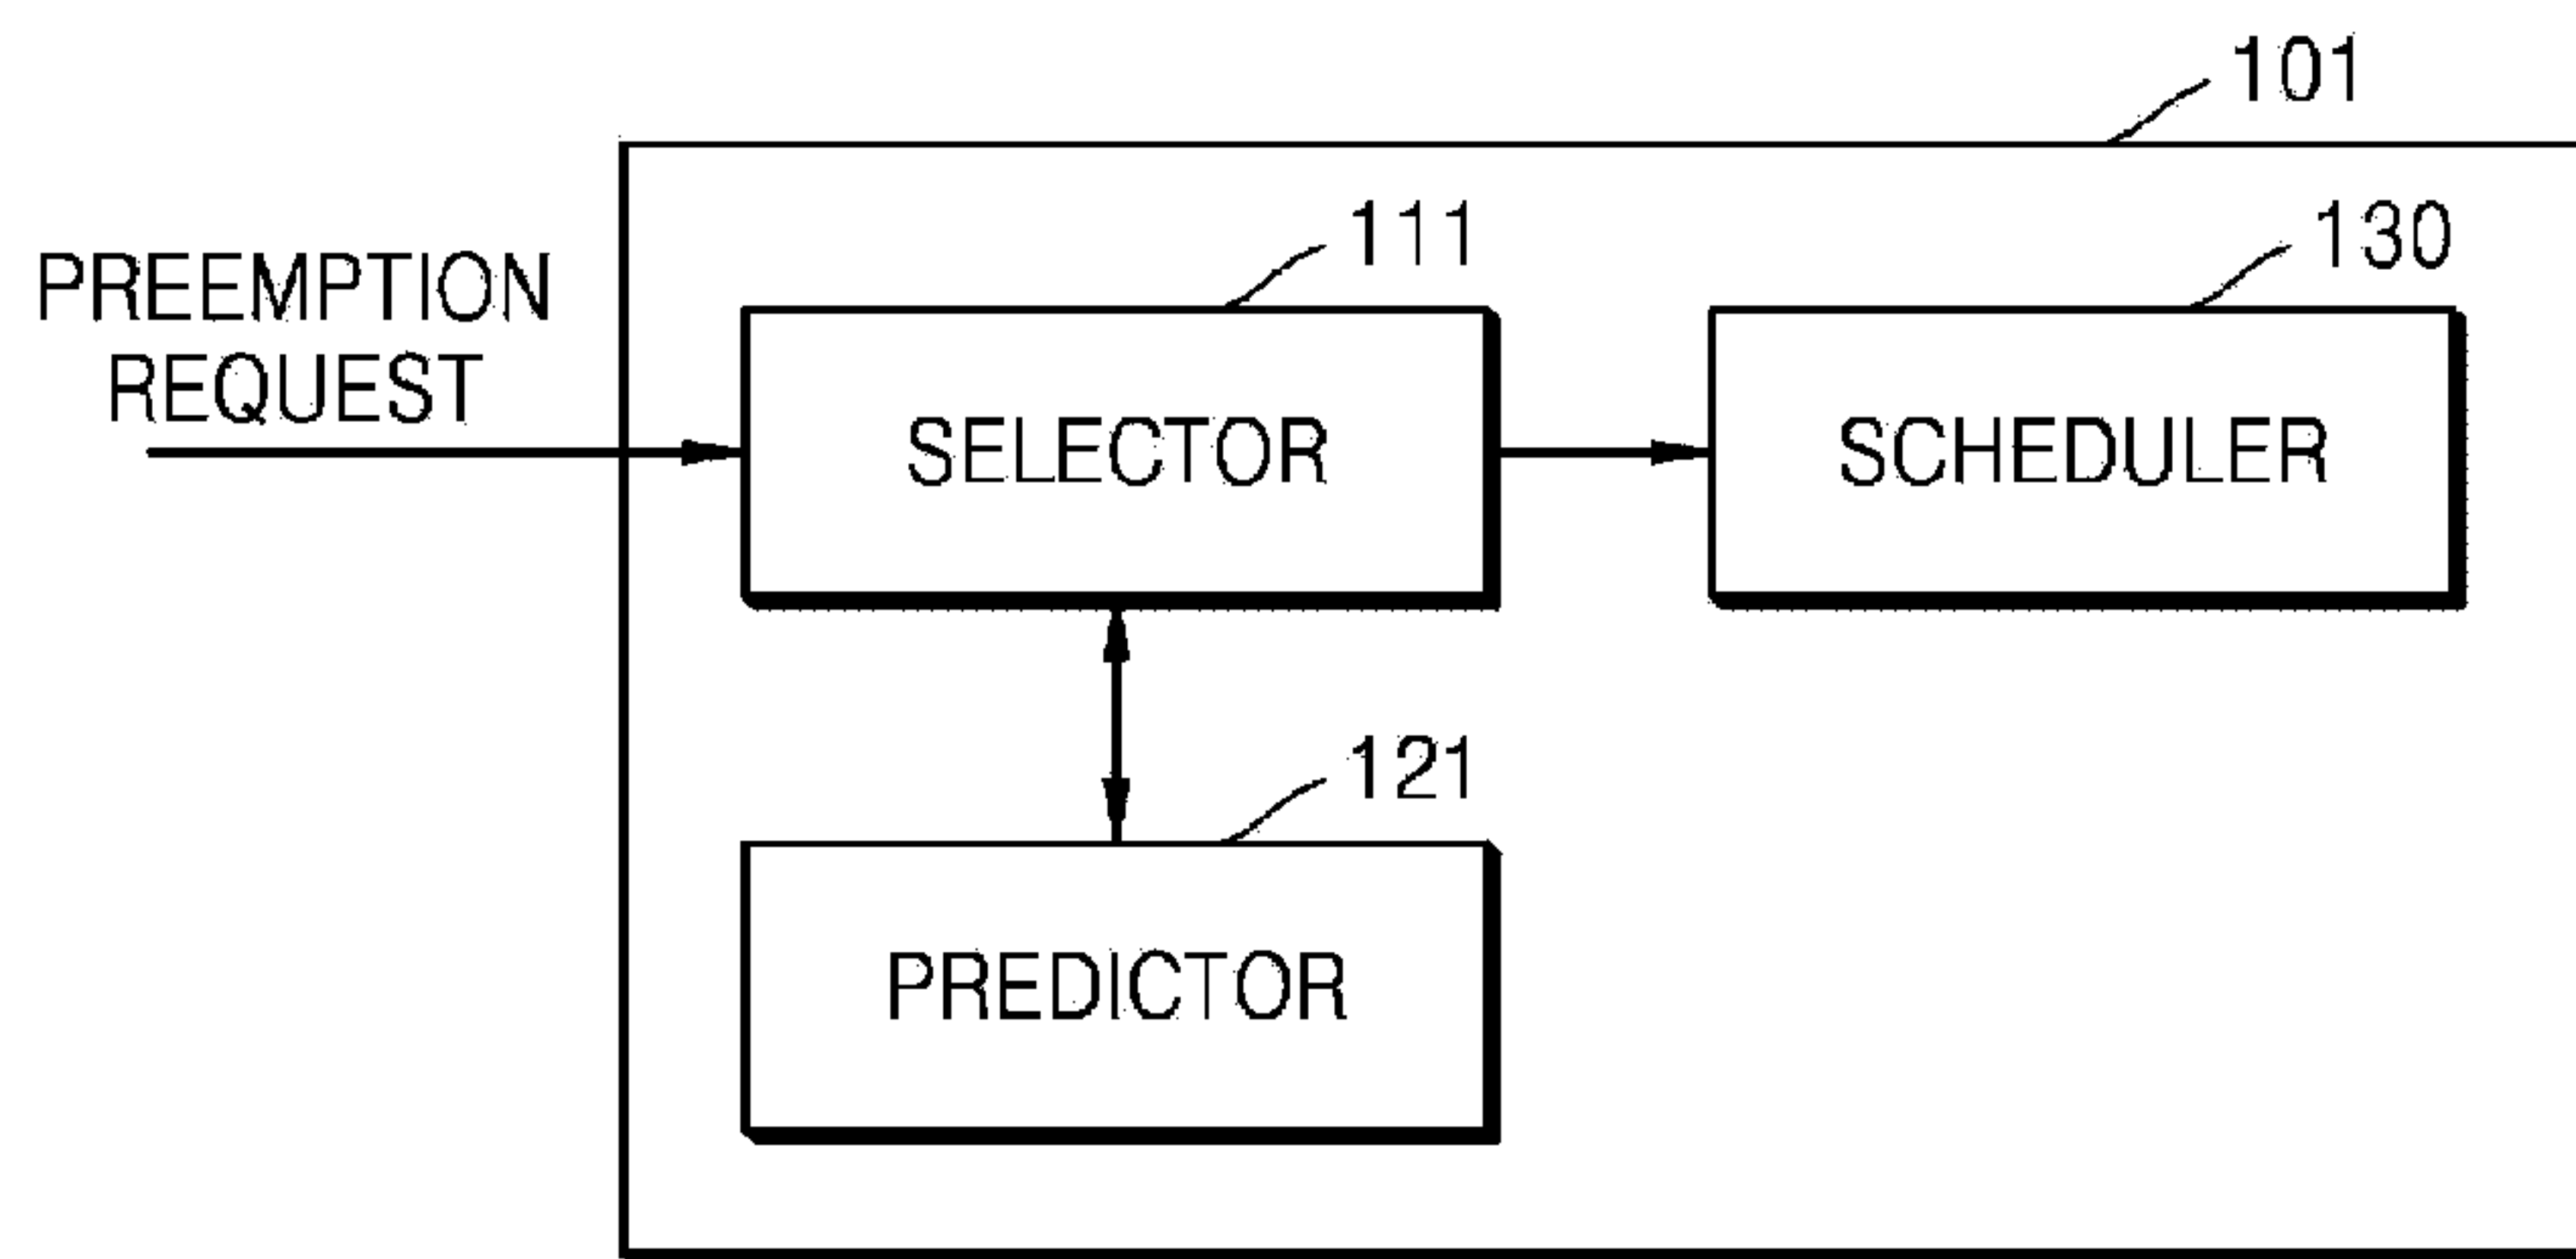 101
111
130
PREEMPTION
REQUEST
SELECTOR
SCHEDULER
121
PREDICTOR